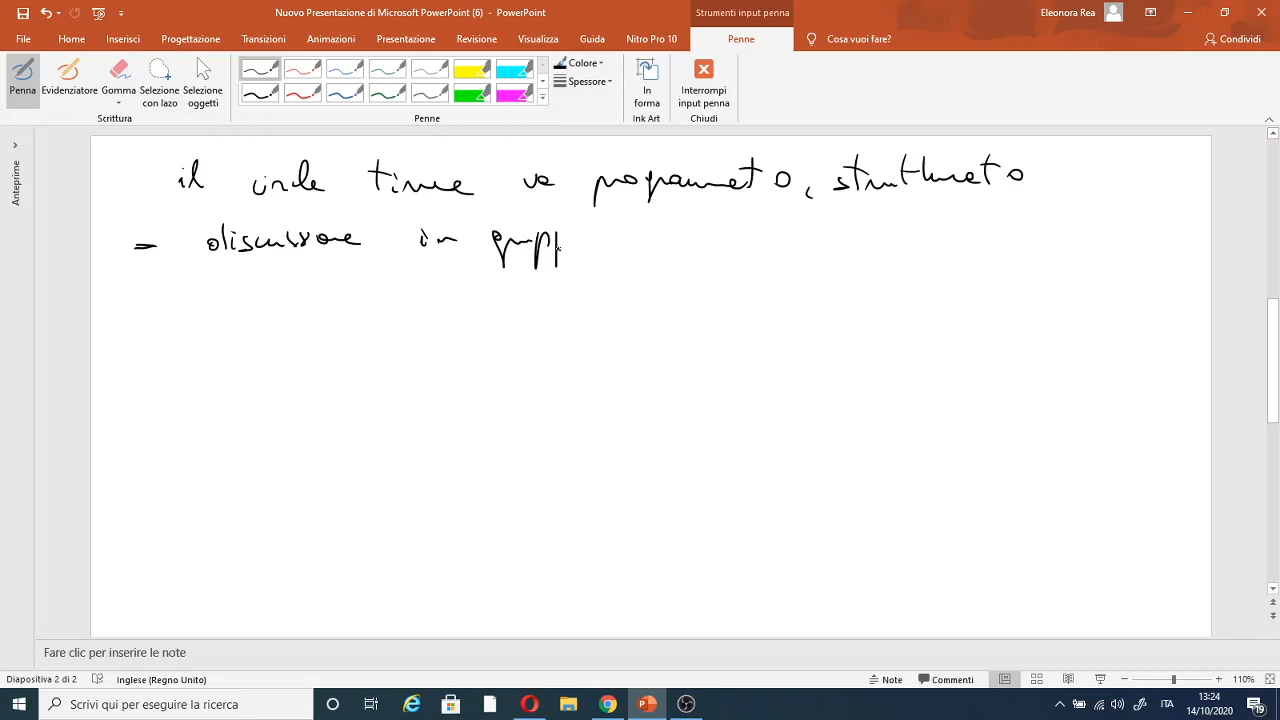 Nuovo Presentazione di Microsoft PowerPoint (6) - PowerPoint
Strumenti input penna
Eleonora Rea
File Home Inserisci Progettazione Transizioni Animazioni Presentazione Revisione Visualizza Guida Nitro Pro 10 Penne Cosa vuoi fare? Condividi
Penna Evidenziatore Gomma Selezione con lazo Selezione oggetti
Colore
Spessore
In forma
Interrompi input penna
Scrittura Penne Ink Art Chiudi
Anteprime
il circle time va programmato, strutturato
= discussione in grupp
Fare clic per inserire le note
Diapositiva 2 di 2 Inglese (Regno Unito) Note Commenti 110%
Scrivi qui per eseguire la ricerca
ITA
13:24
14/10/2020
19